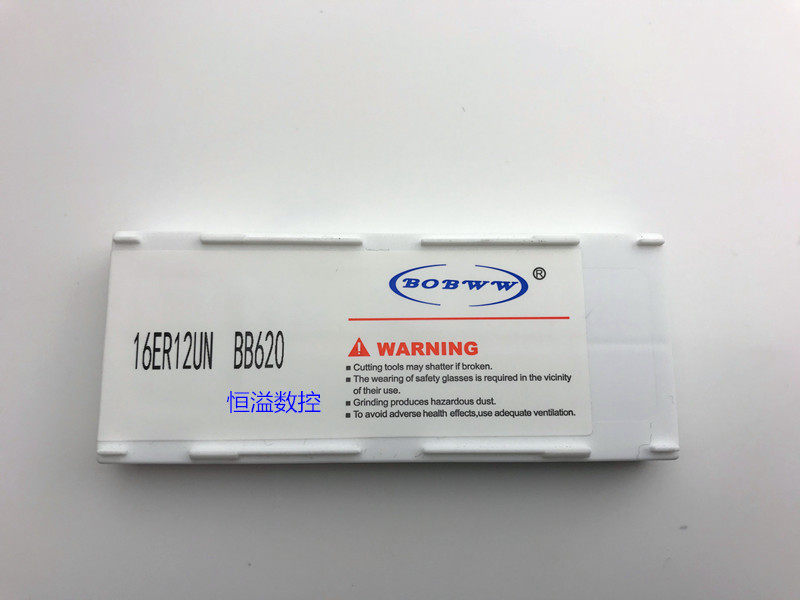 BOBWW®
16ER12UN BB620
恒溢数控
WARNING
Cutting tools may shatter if broken.
The wearing of safety glasses is required in the vicinity
of their use.
Grinding produces hazardous dust.
To avoid adverse health effects,use adequate ventilation.